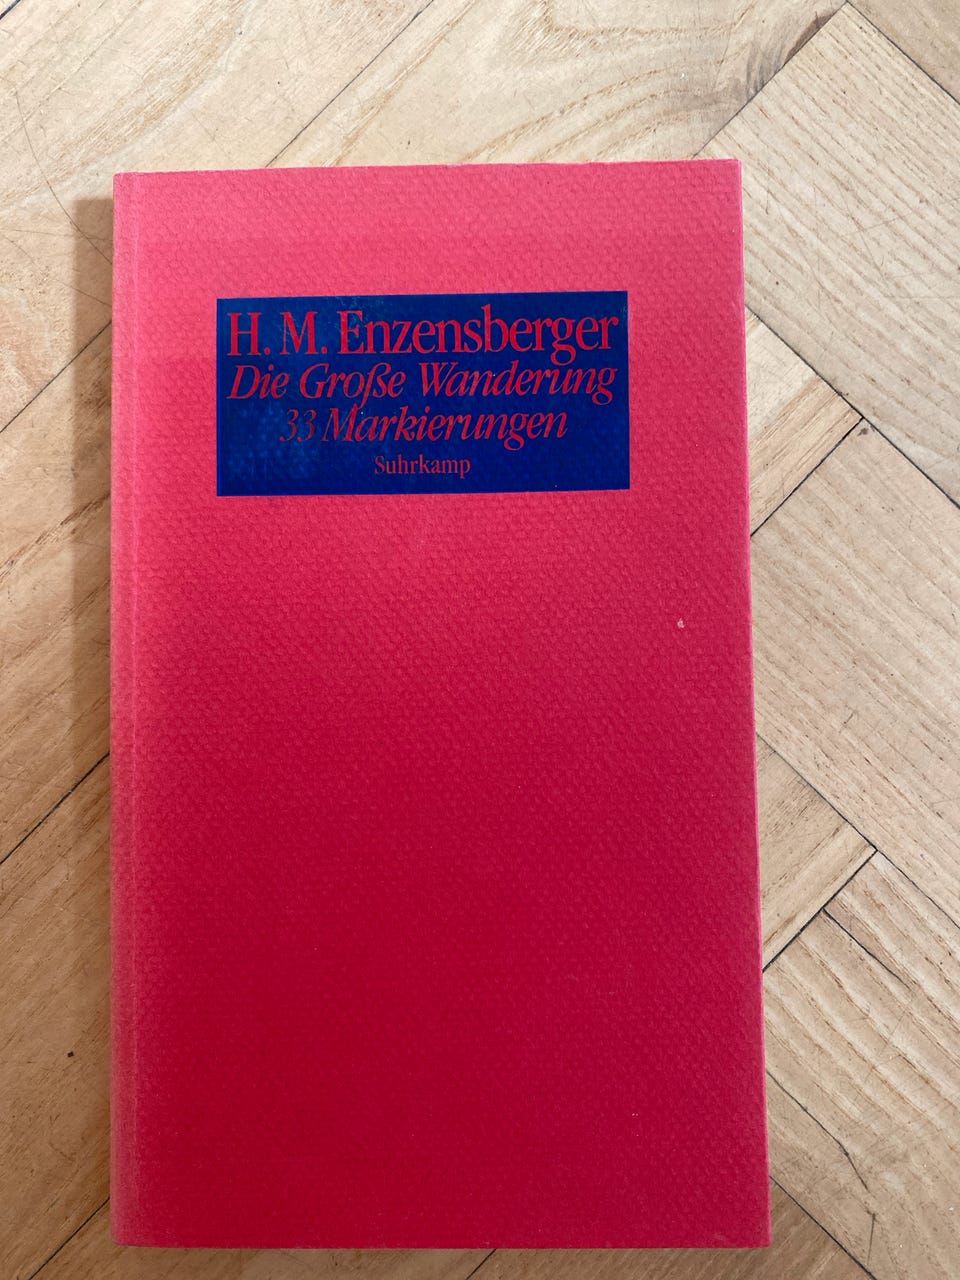 H. M. Enzensberger
Die Große Wanderung
33 Markierungen
Suhrkamp